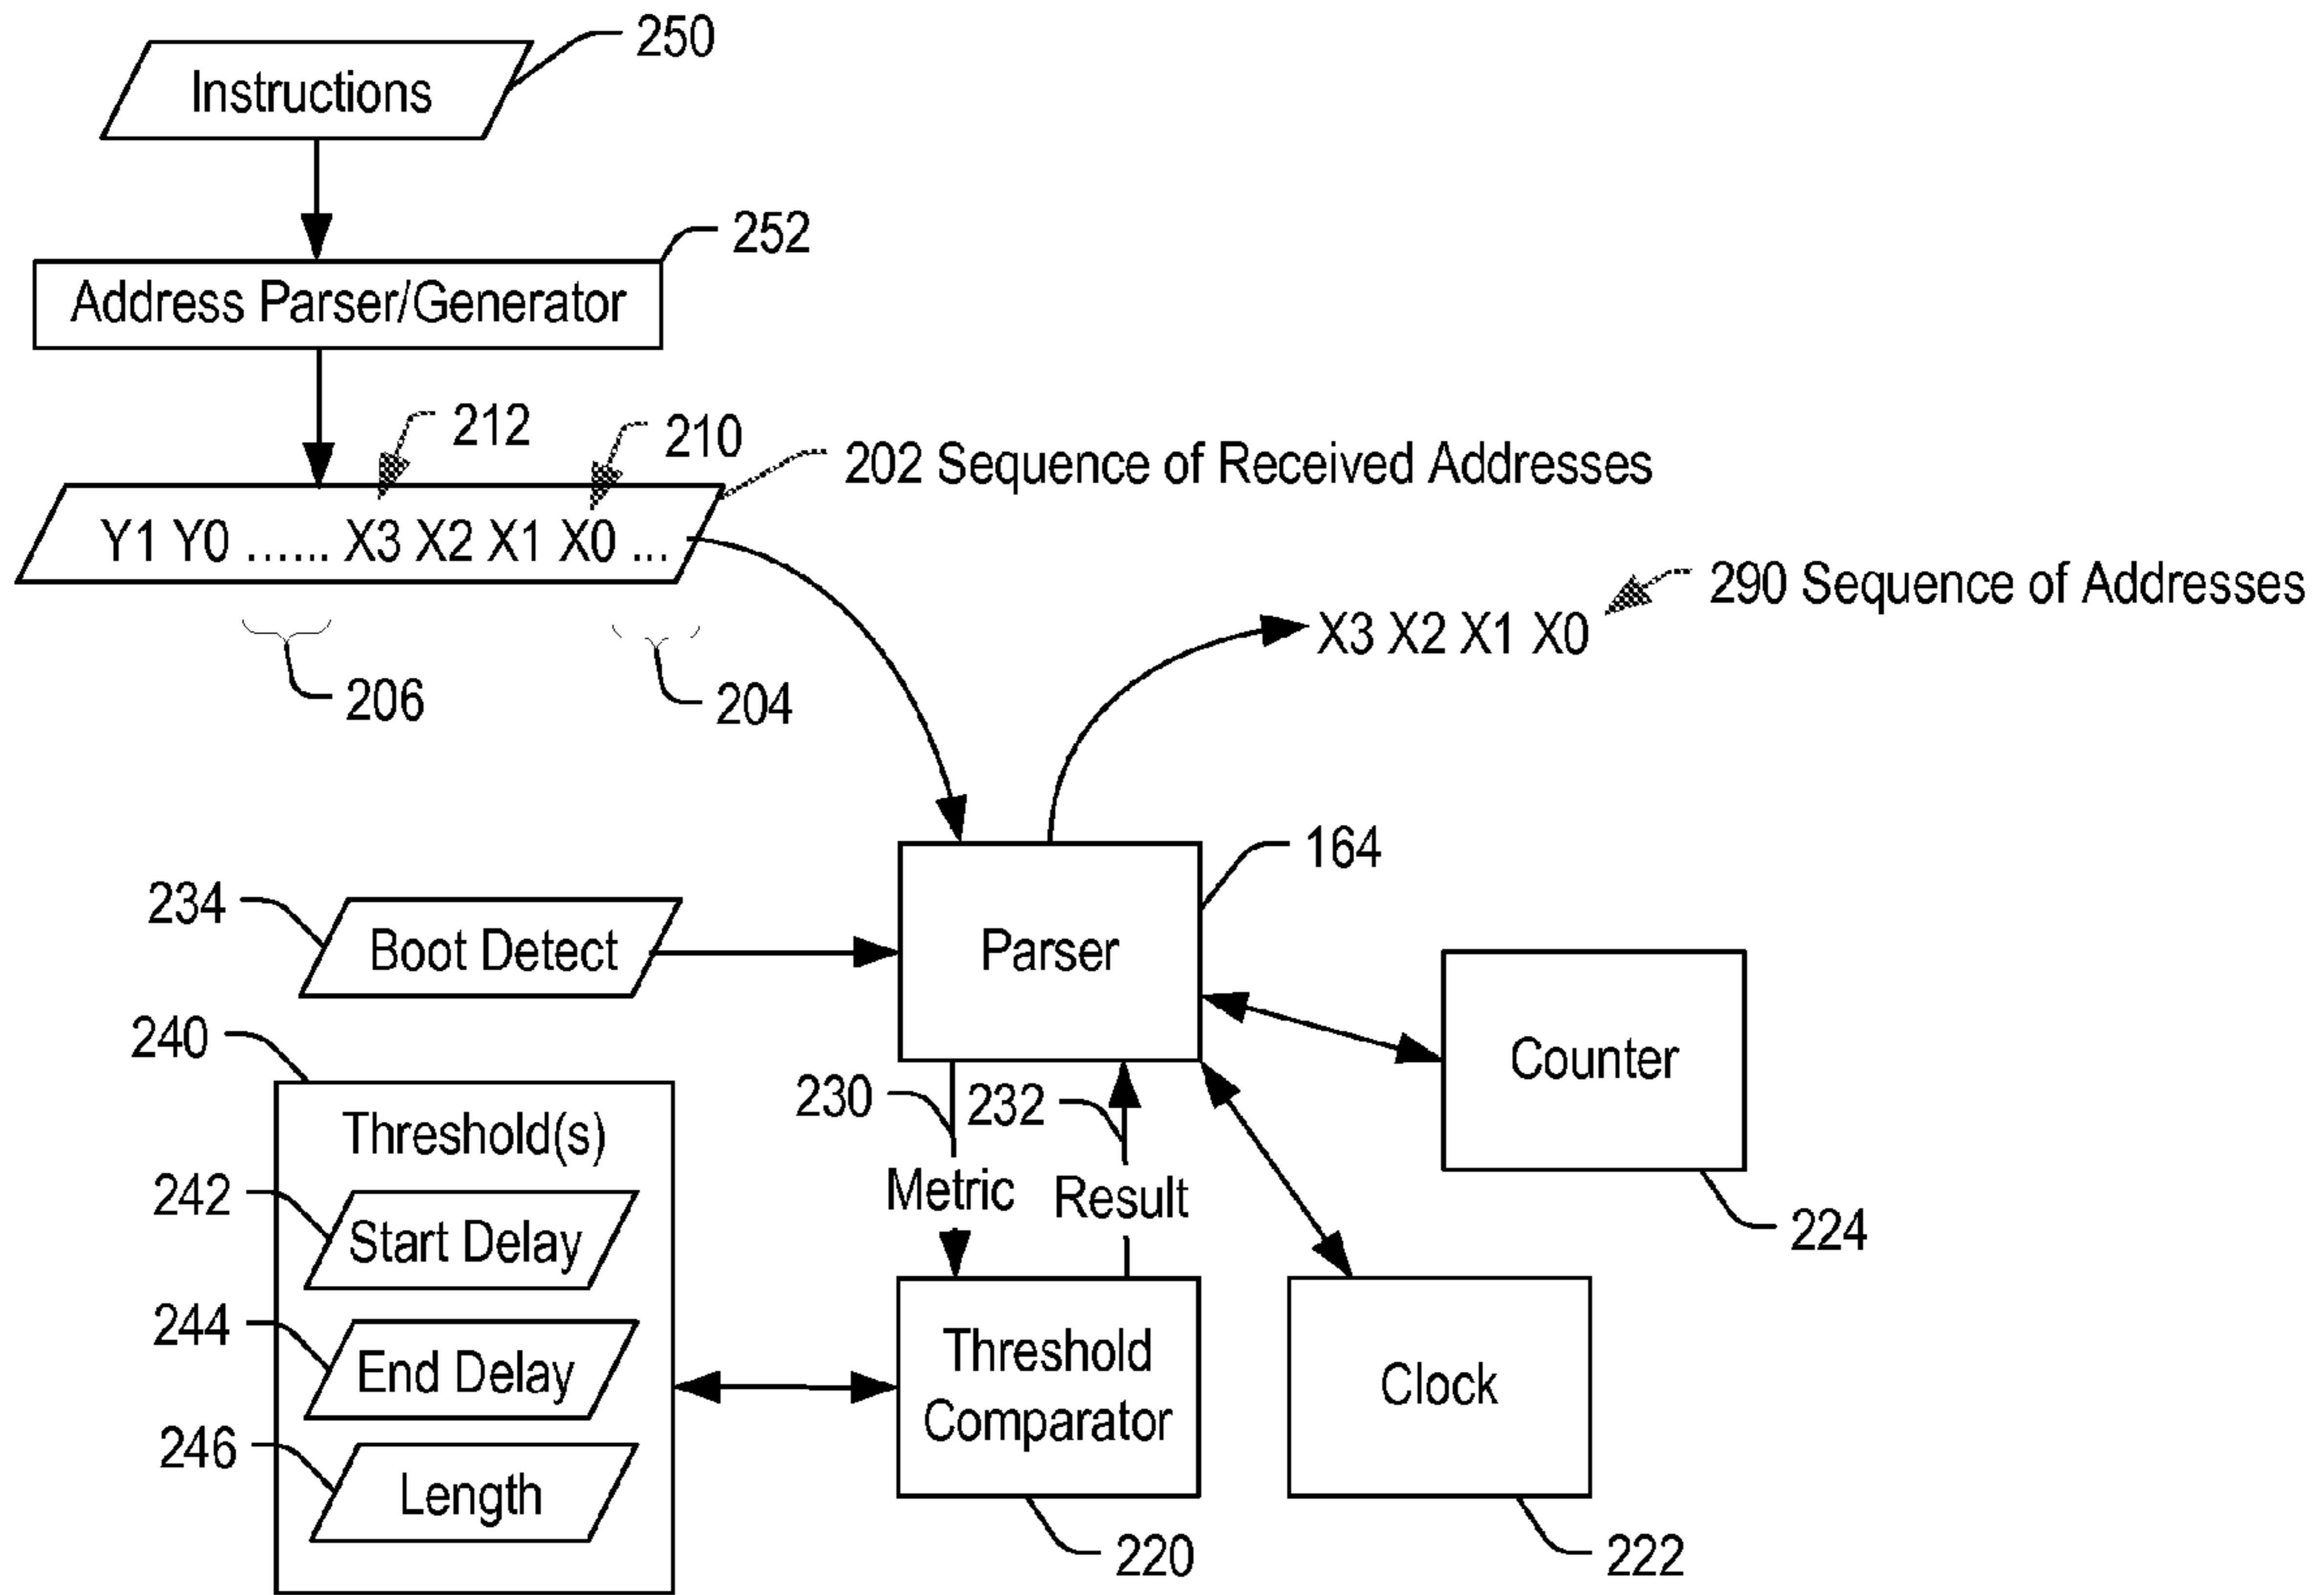 250
Instructions
252
Address Parser/Generator
212
210
202 Sequence of Received Addresses
Y1 Y0 ...... X3 X2 X1 X0 ...
290 Sequence of Addresses
X3 X2 X1 X0
206
204
164
234
Boot Detect
Parser
240
Counter
230
232
Threshold(s)
242
Metric
Result
Start Delay
224
244
End Delay
Threshold
Comparator
Clock
246
Length
220
222